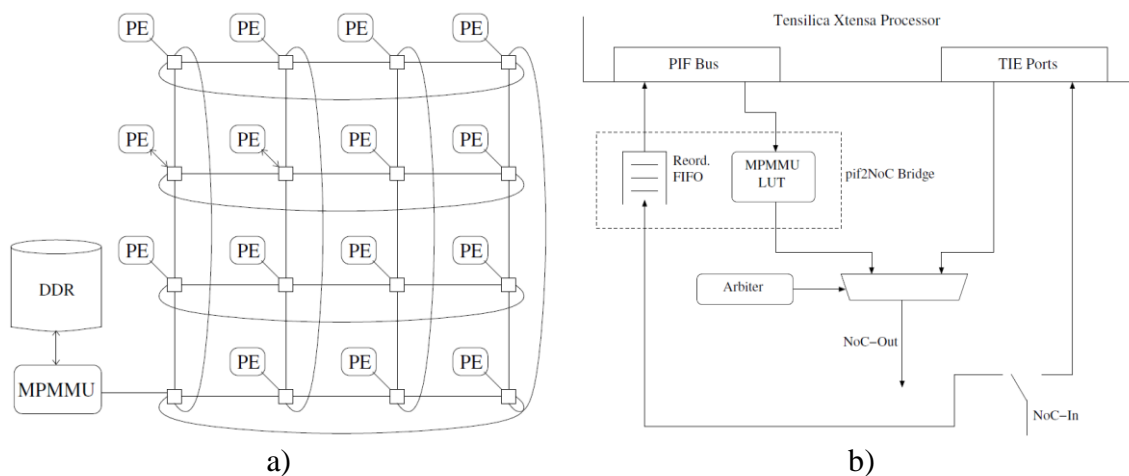 PE PE PE PE
PE PE PE PE
PE PE PE
DDR
PE
PE PE PE
MPMMU
a)
Tensilica Xtensa Processor
PIF Bus
TIE Ports
Reord.
FIFO
MPMMU
LUT
pif2NoC Bridge
Arbiter
NoC−Out
NoC−In
b)